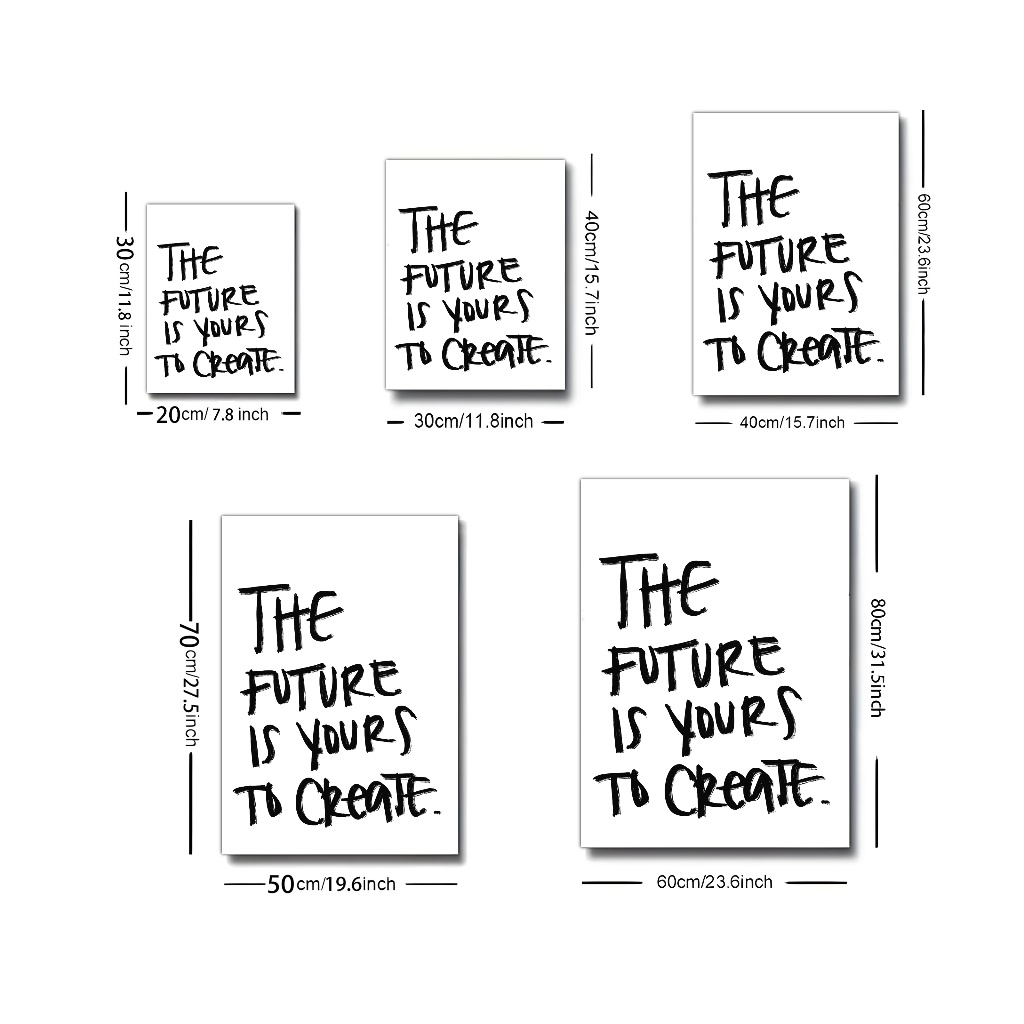 THE
FUTURE
IS YOURS
TO CREATE.
30cm/11.8 inch
20cm/7.8 inch
THE
FUTURE
IS YOURS
TO CREATE.
40cm/15.7inch
30cm/11.8inch
THE
FUTURE
IS YOURS
TO CREATE.
60cm/23.6inch
40cm/15.7inch
THE
FUTURE
IS YOURS
TO CREATE.
70cm/27.5inch
50cm/19.6inch
THE
FUTURE
IS YOURS
TO CREATE.
80cm/31.5inch
60cm/23.6inch